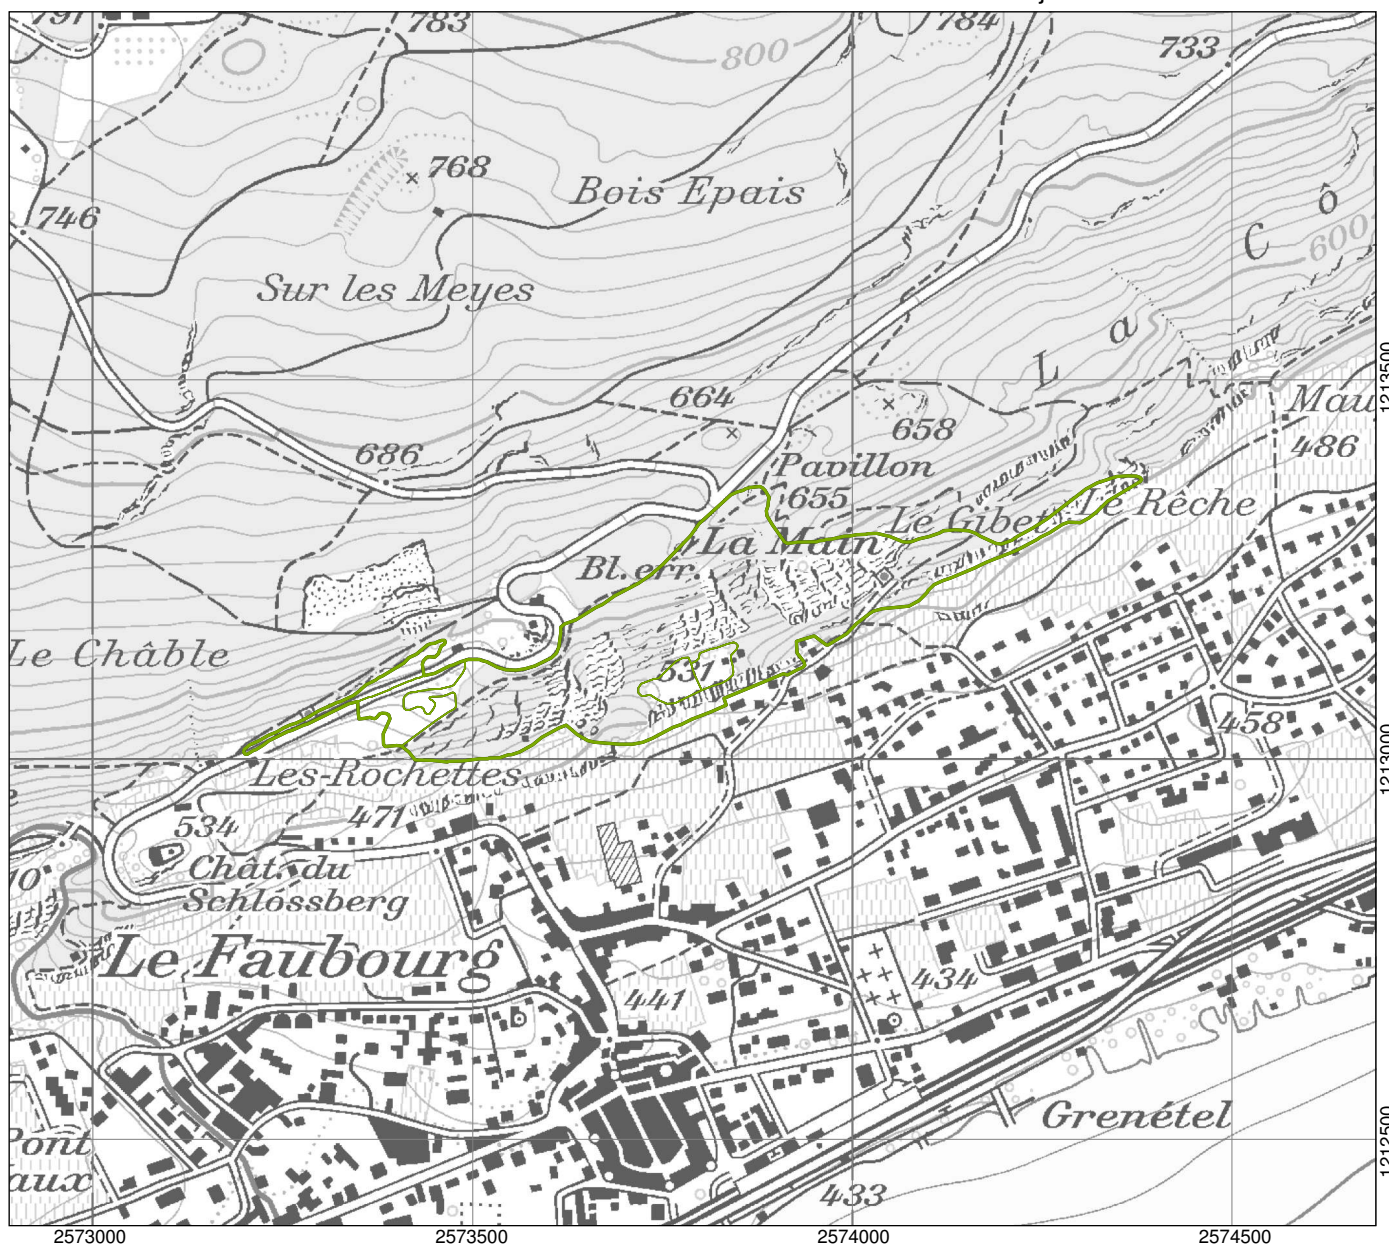 791
783
784
733
800
768
Bois Epais
746
Sur les Meyes
L a C ô
600
664
658
686
Pavillon
655
Le Gibet
Le Rêche
Mau
486
La Main
Bl. err.
Le Châble
531
458
Les-Rochettes
471
534
Chât. du
Schlossberg
10
Le Faubourg
441
434
Pont
aux
Grenétel
433
1213500
1213000
1212500
2573000
2573500
2574000
2574500